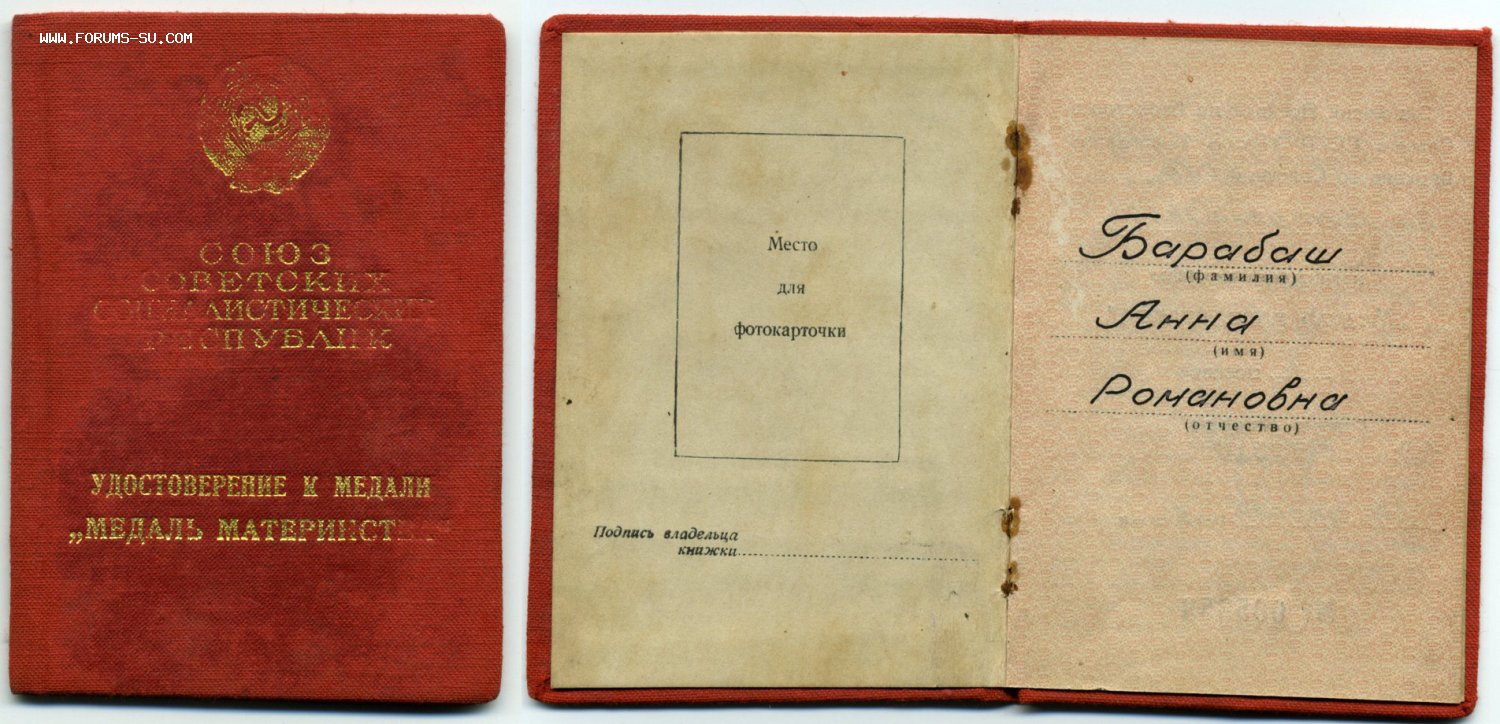 WWW.FORUMS-SU.COM
СОЮЗ
СОВЕТСКИХ
СОЦИАЛИСТИЧЕСКИХ
РЕСПУБЛИК
УДОСТОВЕРЕНИЕ К МЕДАЛИ
„МЕДАЛЬ МАТЕРИНСТВА
Место
для
фотокарточки
Подпись владельца
книжки
Барабаш
(фамилия)
Анна
(имя)
Романовна
(отчество)